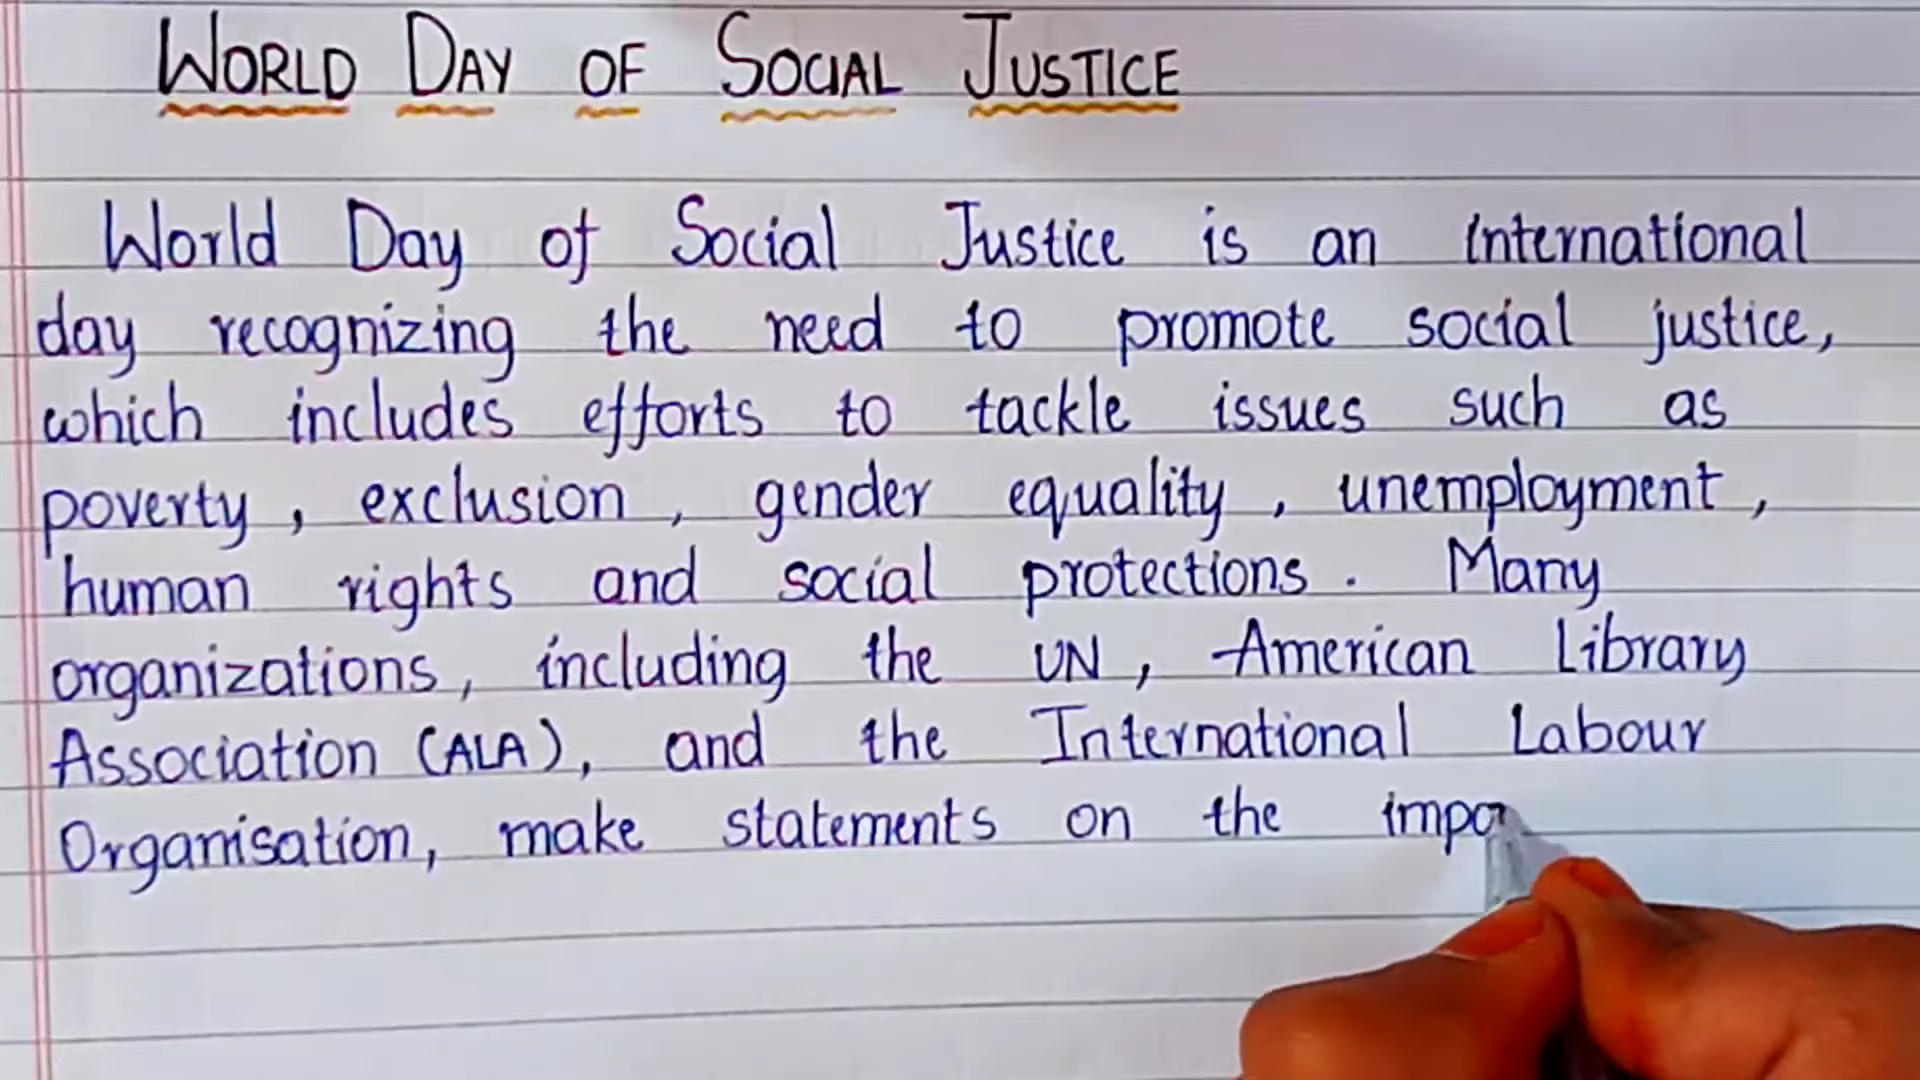 WORLD DAY OF SOCIAL JUSTICE
World Day of Social Justice is an international
day recognizing the need to promote social justice,
which includes efforts to tackle issues such as
poverty, exclusion, gender equality, unemployment,
human rights and social protections. Many
organizations, including the UN, American Library
Association (ALA), and the International Labour
Organisation, make statements on the impo